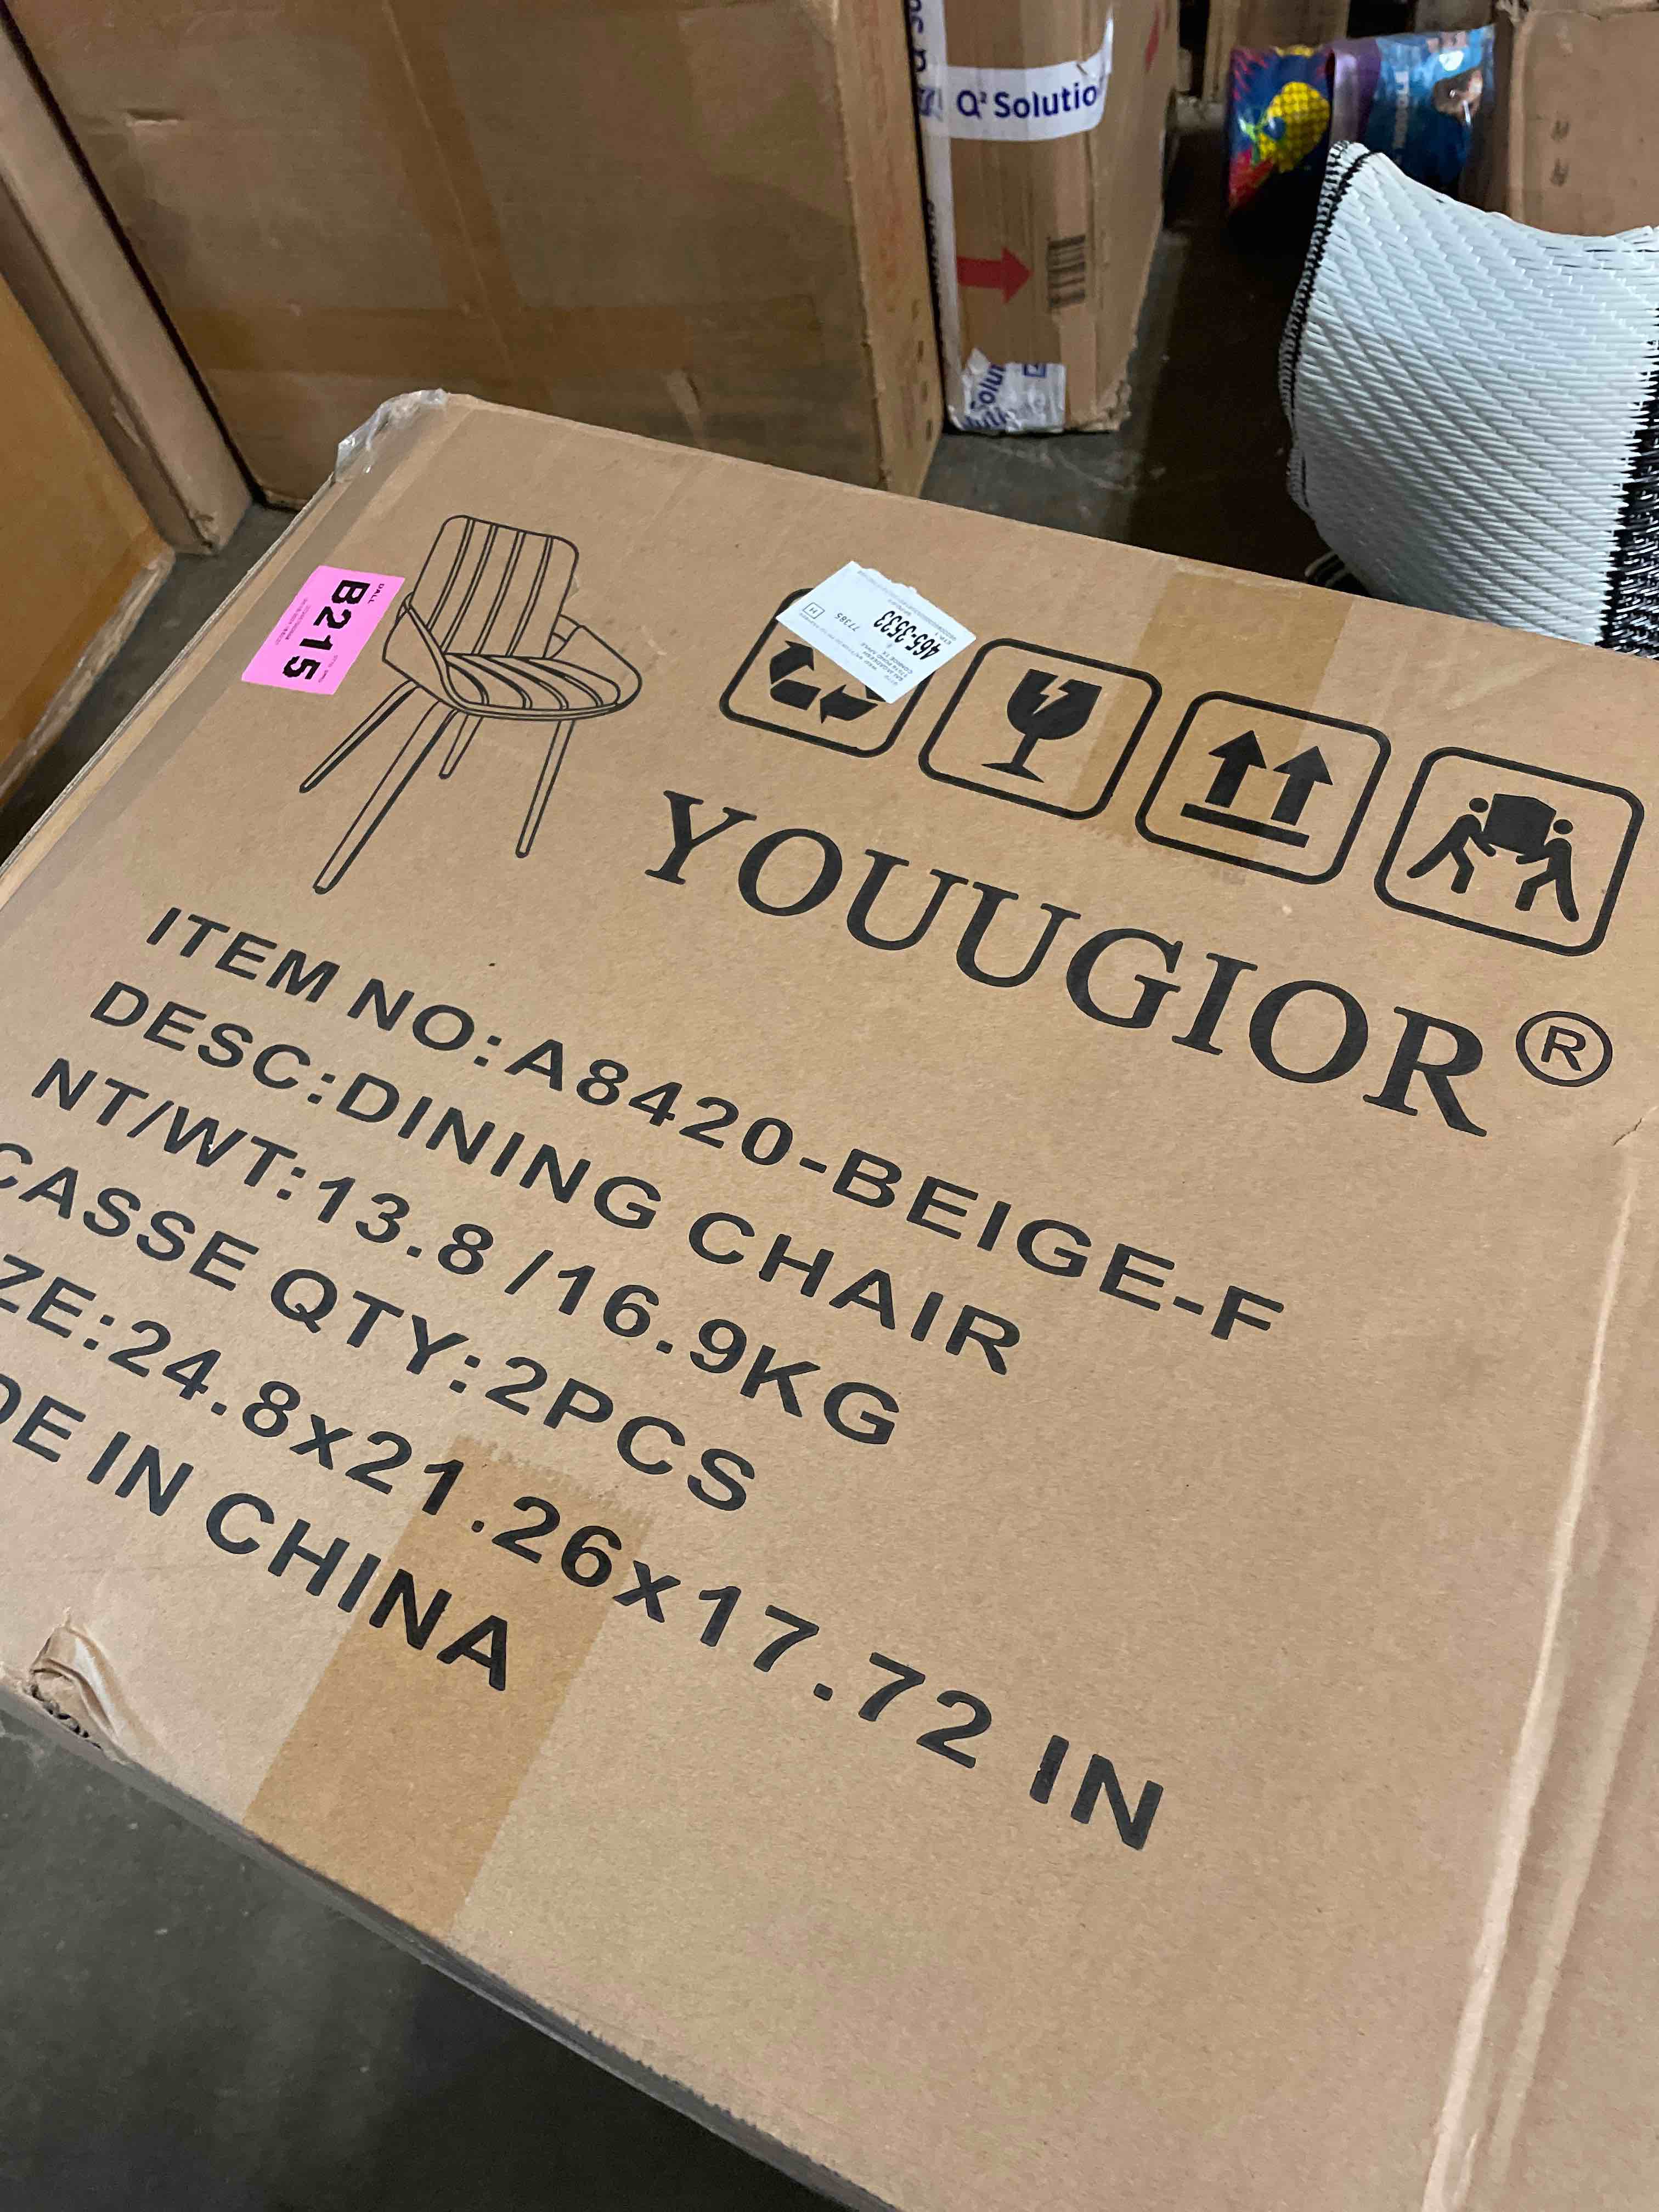 Q² Solutio
B215
465-3533
77385
YOUUGIOR®
ITEM NO:A8420-BEIGE-F
DESC:DINING CHAIR
NT/WT:13.8 /16.9KG
CASSE QTY:2PCS
ZE:24.8x21.26x17.72 IN
DE IN CHINA